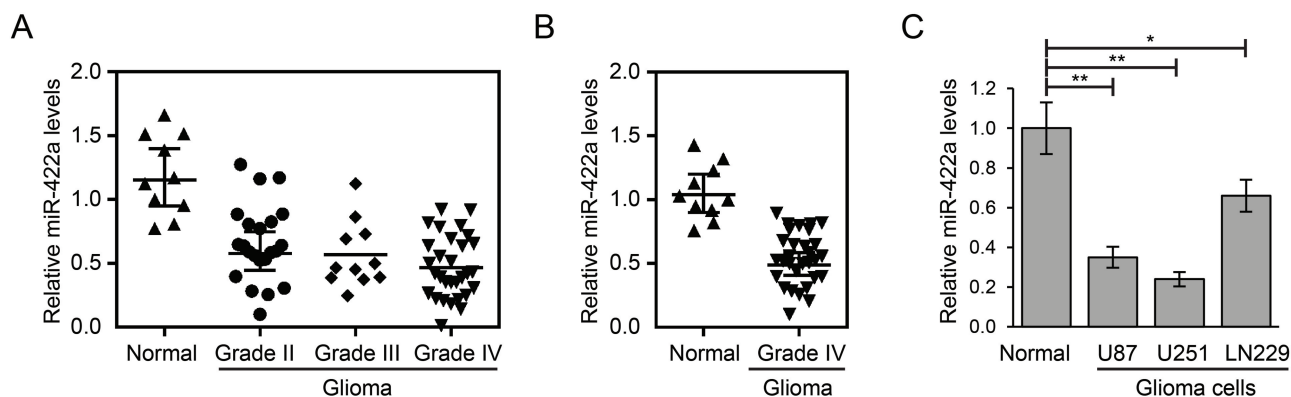 A
Relative miR-422a levels
2.0
1.5
1.0
0.5
0.0
Normal Grade II Grade III Grade IV
Glioma
B
Relative miR-422a levels
2.0
1.5
1.0
0.5
0.0
Normal Grade IV
Glioma
C
*
**
**
Relative miR-422a levels
1.2
1.0
0.8
0.6
0.4
0.2
0.0
Normal U87 U251 LN229
Glioma cells